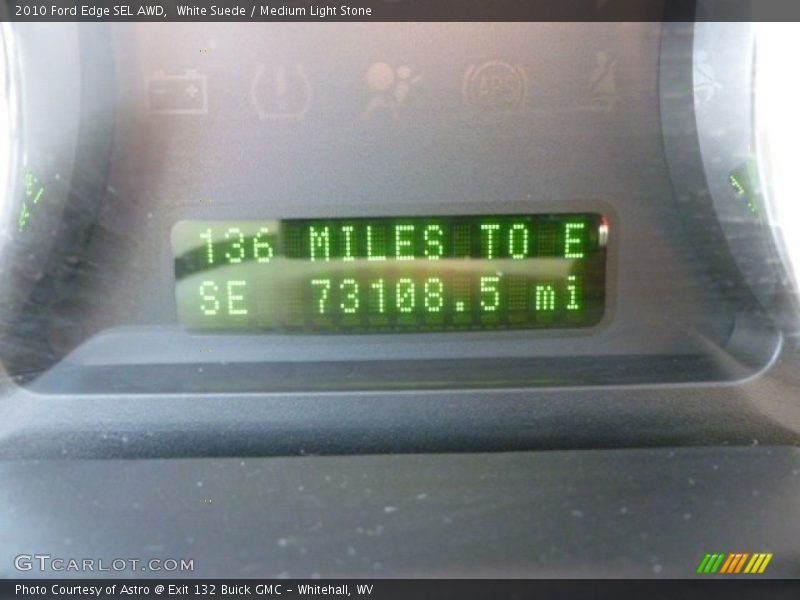 2010 Ford Edge SEL AWD, White Suede / Medium Light Stone
ABS
136 MILES TO E
SE 73108.5 mi
GTCARLOT.COM
Photo Courtesy of Astro @ Exit 132 Buick GMC - Whitehall, WV